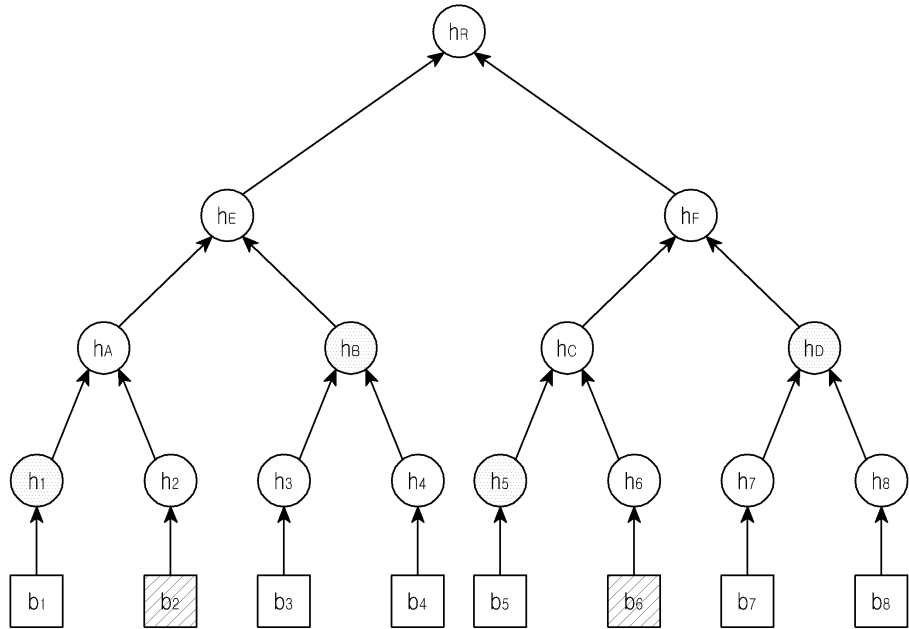 hR
hE hF
hA hB hC hD
h1 h2 h3 h4 h5 h6 h7 h8
b1 b2 b3 b4 b5 b6 b7 b8